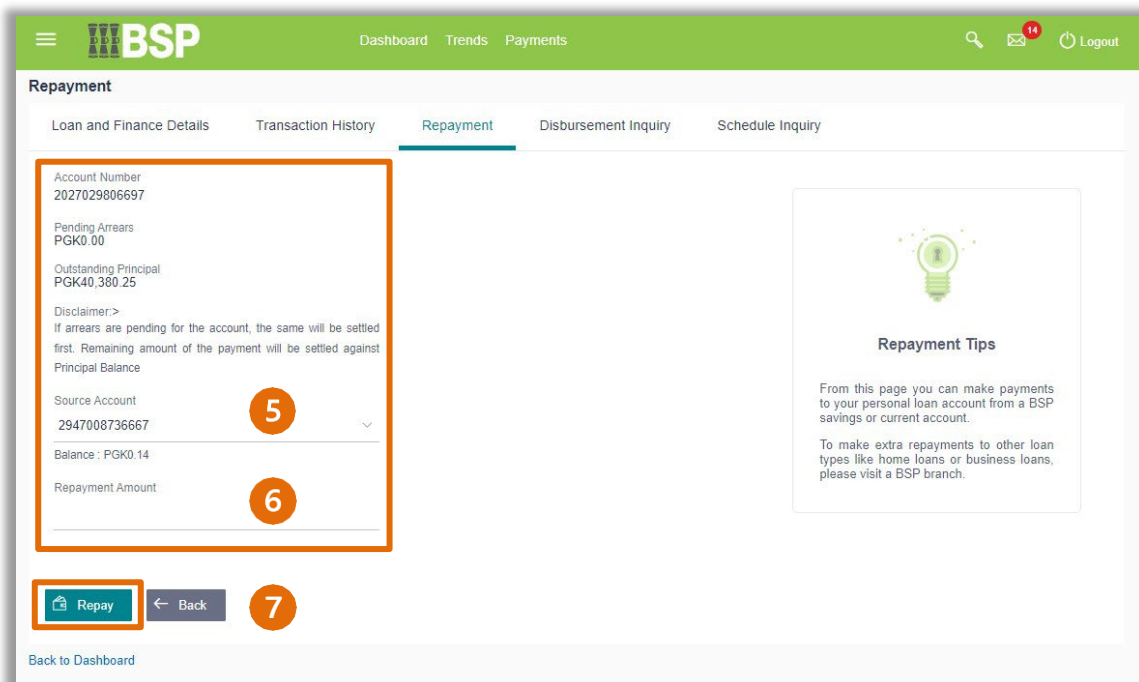 BSP
Dashboard Trends Payments
14
Logout
Repayment
Loan and Finance Details Transaction History Repayment Disbursement Inquiry Schedule Inquiry
Account Number
2027029806697
Pending Arrears
PGK0.00
Outstanding Principal
PGK40,380.25
Disclaimer:>
If arrears are pending for the account, the same will be settled
first. Remaining amount of the payment will be settled against
Principal Balance
Source Account
5
2947008736667
Balance : PGK0.14
Repayment Amount
6
Repayment Tips
From this page you can make payments
to your personal loan account from a BSP
savings or current account.
To make extra repayments to other loan
types like home loans or business loans,
please visit a BSP branch.
Repay
Back
7
Back to Dashboard